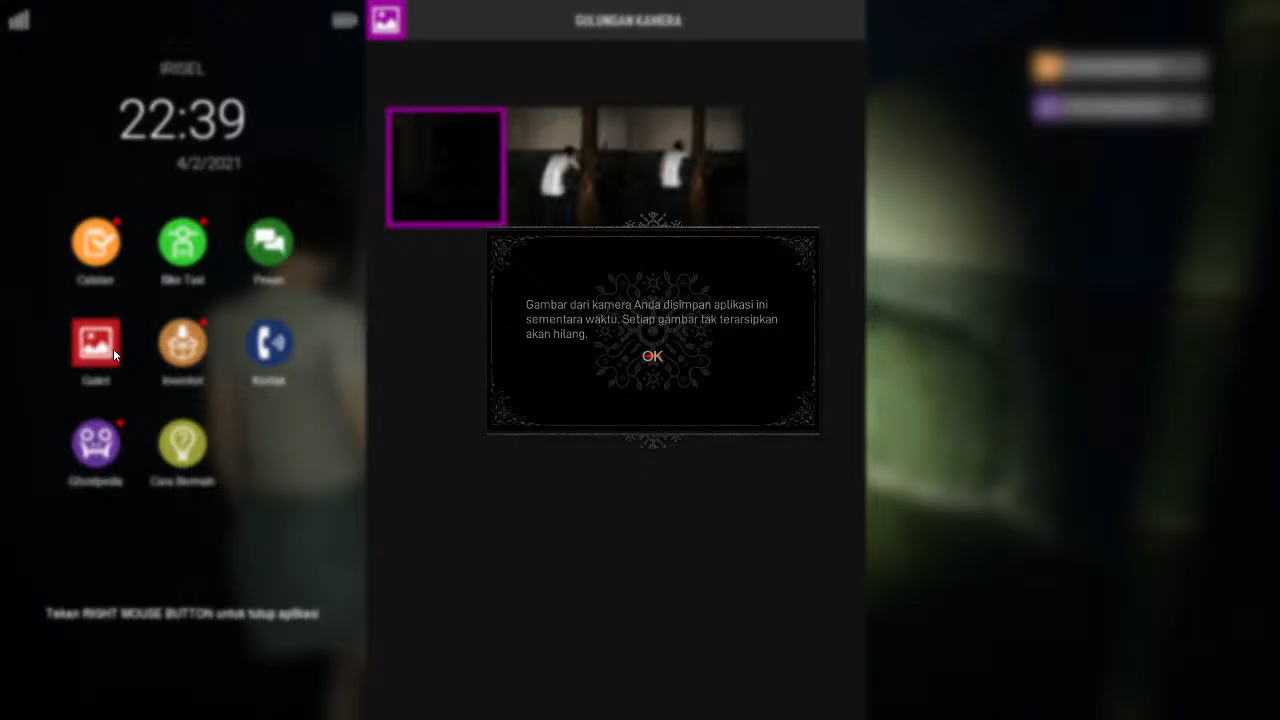 GULUNGAN KAMERA
IRISEL
22:39
4/2/2021
Catatan
Bike Taxi
Pesan
Galeri
Inventori
Kontak
Ghostpedia
Cara Bermain
Tekan RIGHT MOUSE BUTTON untuk tutup aplikasi
Gambar dari kamera Anda disimpan aplikasi ini
sementara waktu. Setiap gambar tak terarsipkan
akan hilang.
OK